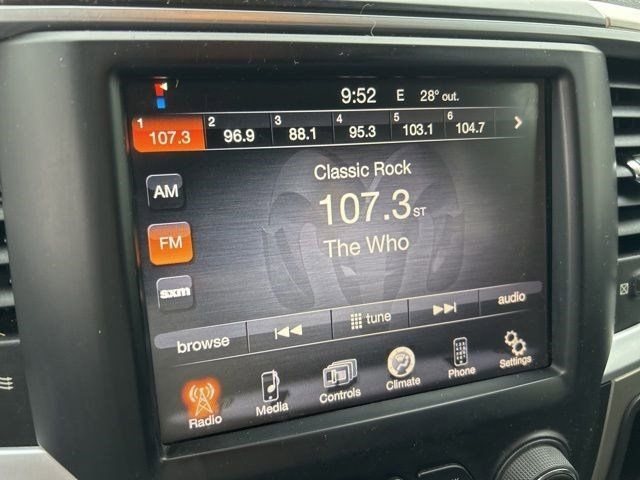 9:52 E 28° out.
1 2 3 4 5 6
107.3 96.9 88.1 95.3 103.1 104.7
Classic Rock
AM
107.3 ST
FM
The Who
sxm
browse tune audio
Radio Media Controls Climate Phone Settings